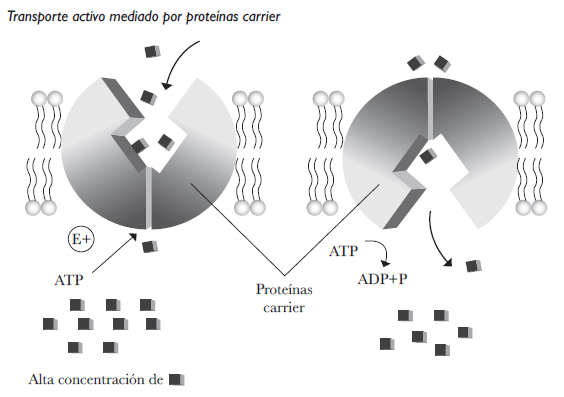 Transporte activo mediado por proteínas carrier
E+
ATP
ATP
ADP+P
Proteínas
carrier
Alta concentración de